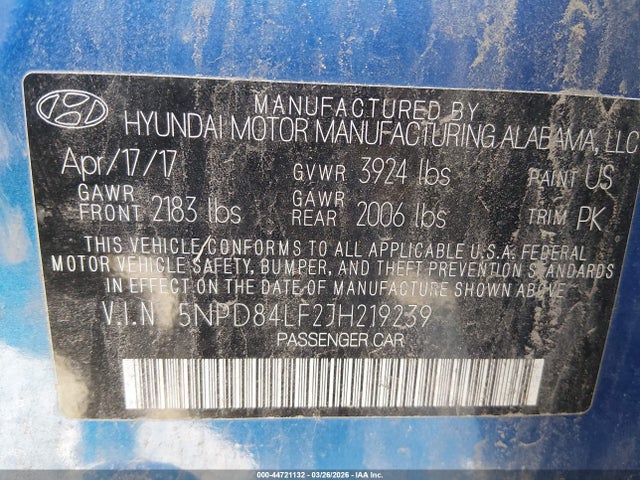 MANUFACTURED BY
HYUNDAI MOTOR MANUFACTURING ALABAMA, LLC
Apr/17/17 GVWR 3924 lbs PAINT US
GAWR FRONT 2183 lbs GAWR REAR 2006 lbs TRIM PK
THIS VEHICLE CONFORMS TO ALL APPLICABLE U.S.A. FEDERAL
MOTOR VEHICLE SAFETY, BUMPER, AND THEFT PREVENTION STANDARDS
IN EFFECT ON THE DATE OF MANUFACTURE SHOWN ABOVE.
V.I.N 5NPD84LF2JH219239
PASSENGER CAR
000-44721132 - 03/26/2026 - IAA Inc.